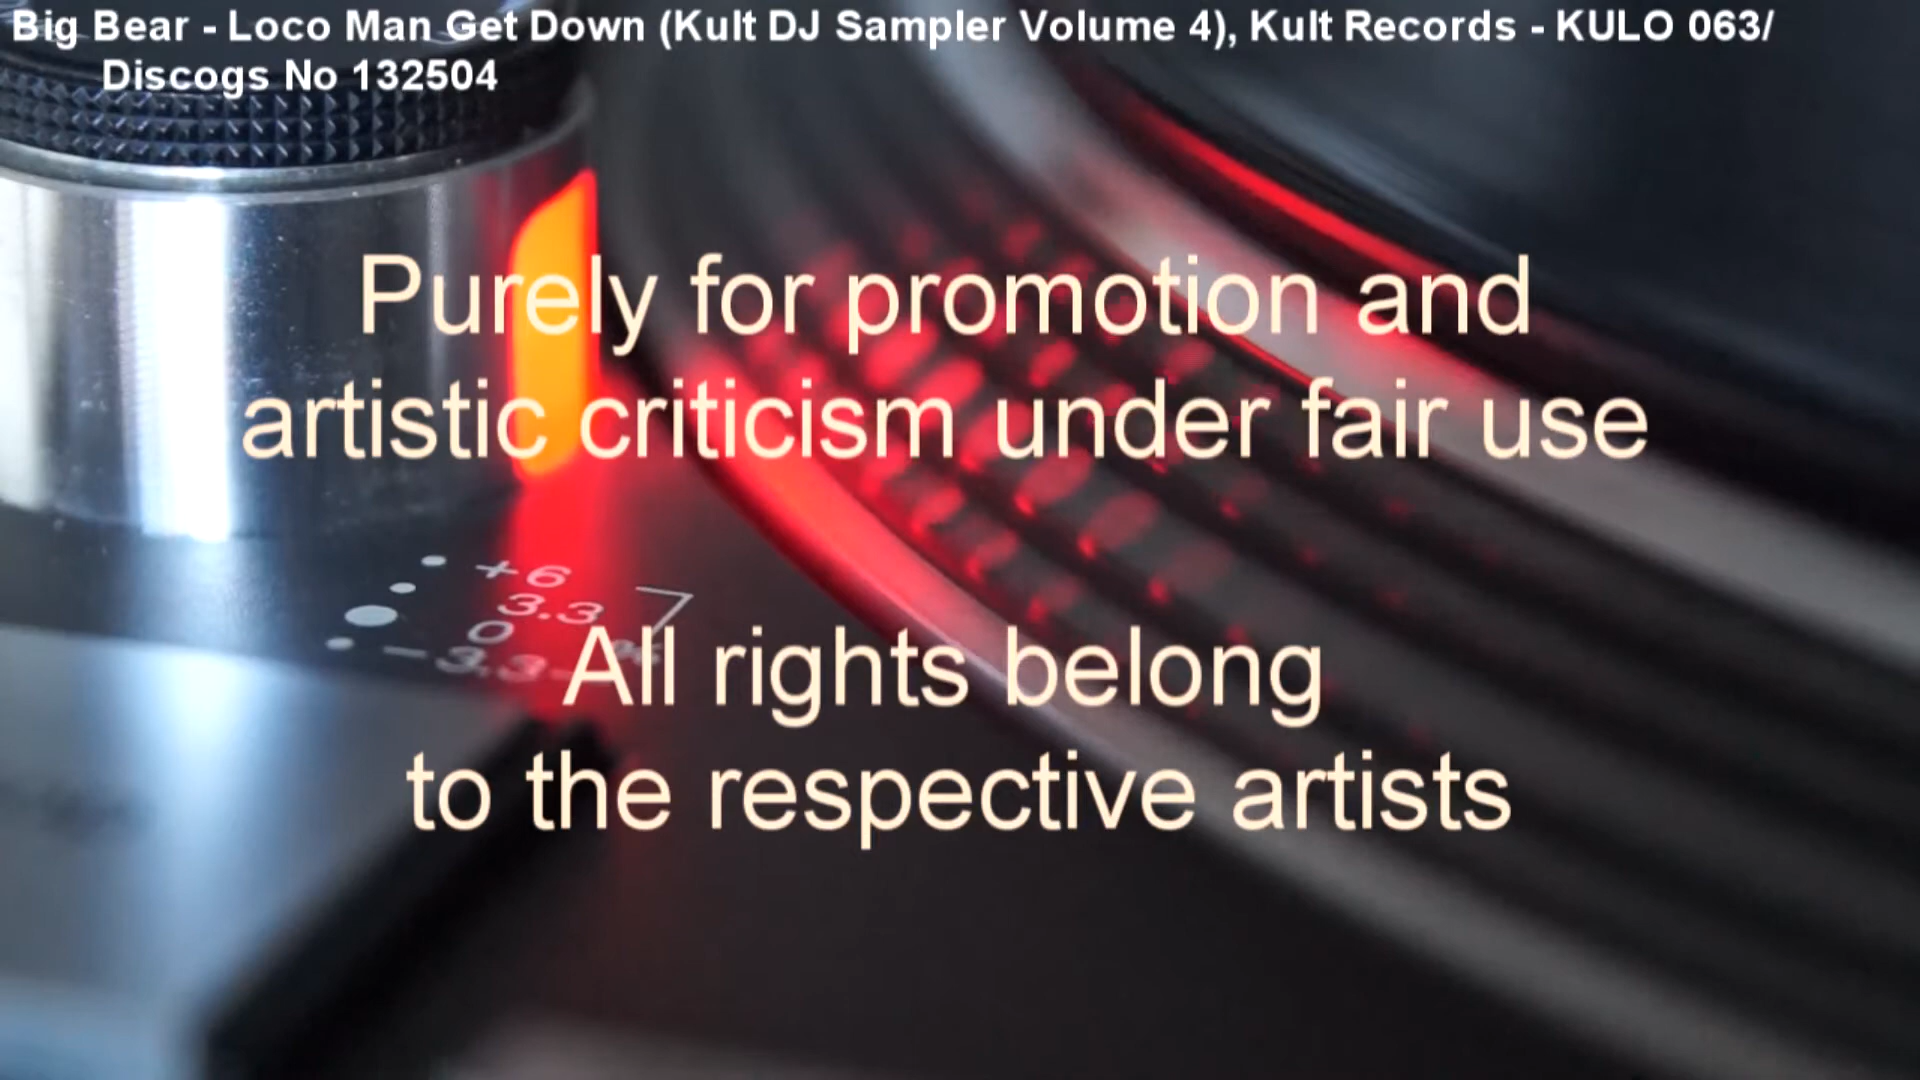 Big Bear - Loco Man Get Down (Kult DJ Sampler Volume 4), Kult Records - KULO 063/
Discogs No 132504
Purely for promotion and
artistic criticism under fair use
+6
3.3
0
-3.3
All rights belong
to the respective artists